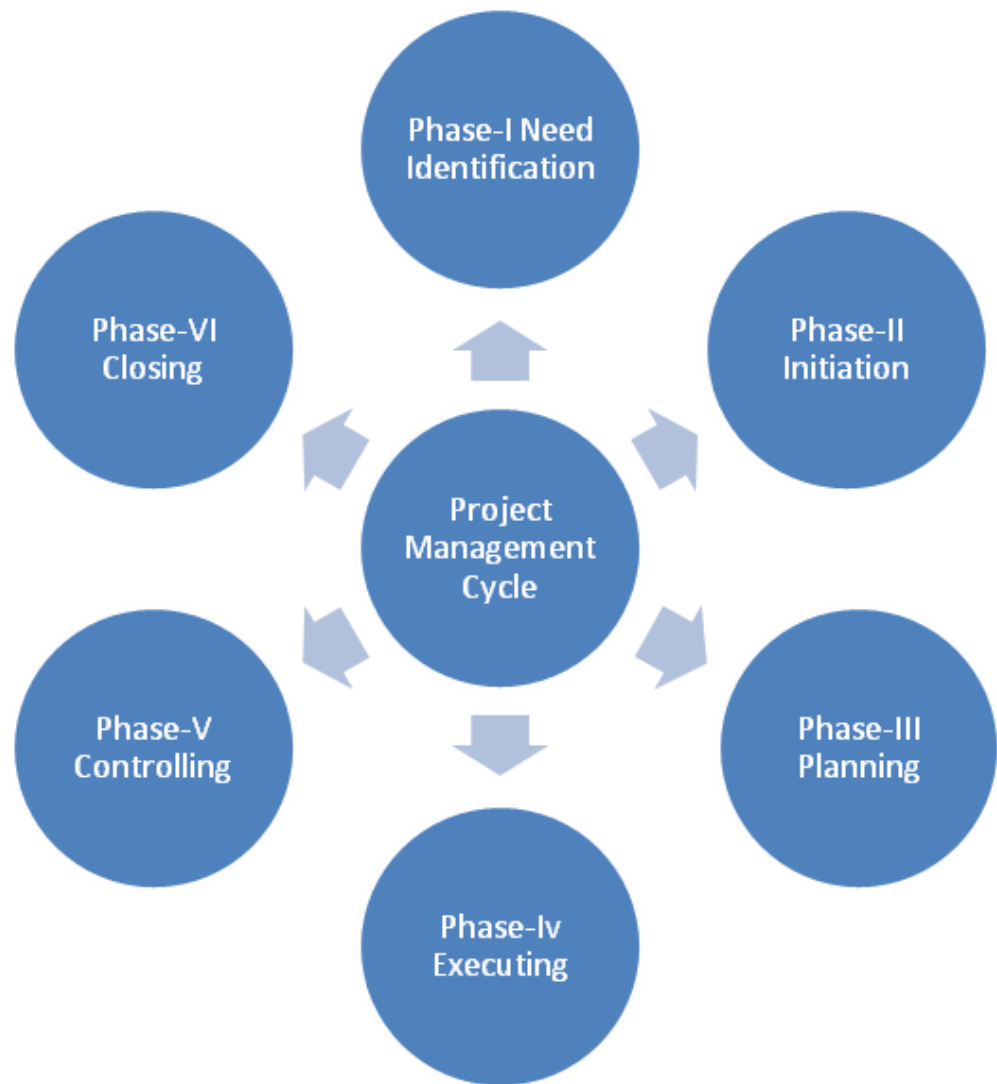 Phase-I Need
Identification
Phase-II
Initiation
Phase-III
Planning
Phase-Iv
Executing
Phase-V
Controlling
Phase-VI
Closing
Project
Management
Cycle